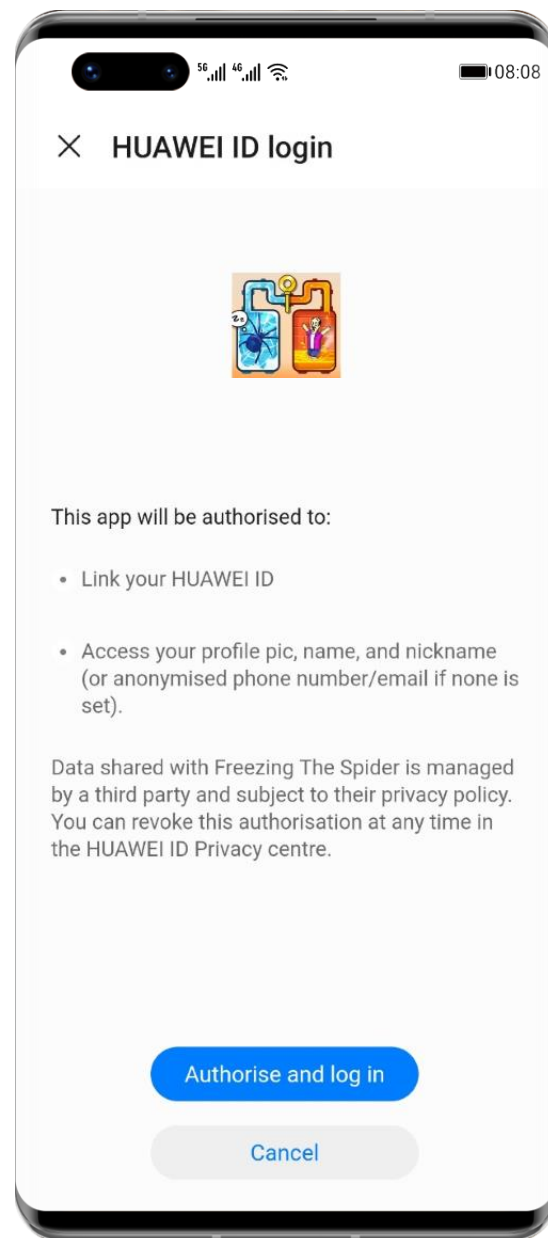 5G 4G 08:08
HUAWEI ID login
This app will be authorised to:
• Link your HUAWEI ID
• Access your profile pic, name, and nickname
(or anonymised phone number/email if none is
set).
Data shared with Freezing The Spider is managed
by a third party and subject to their privacy policy.
You can revoke this authorisation at any time in
the HUAWEI ID Privacy centre.
Authorise and log in
Cancel